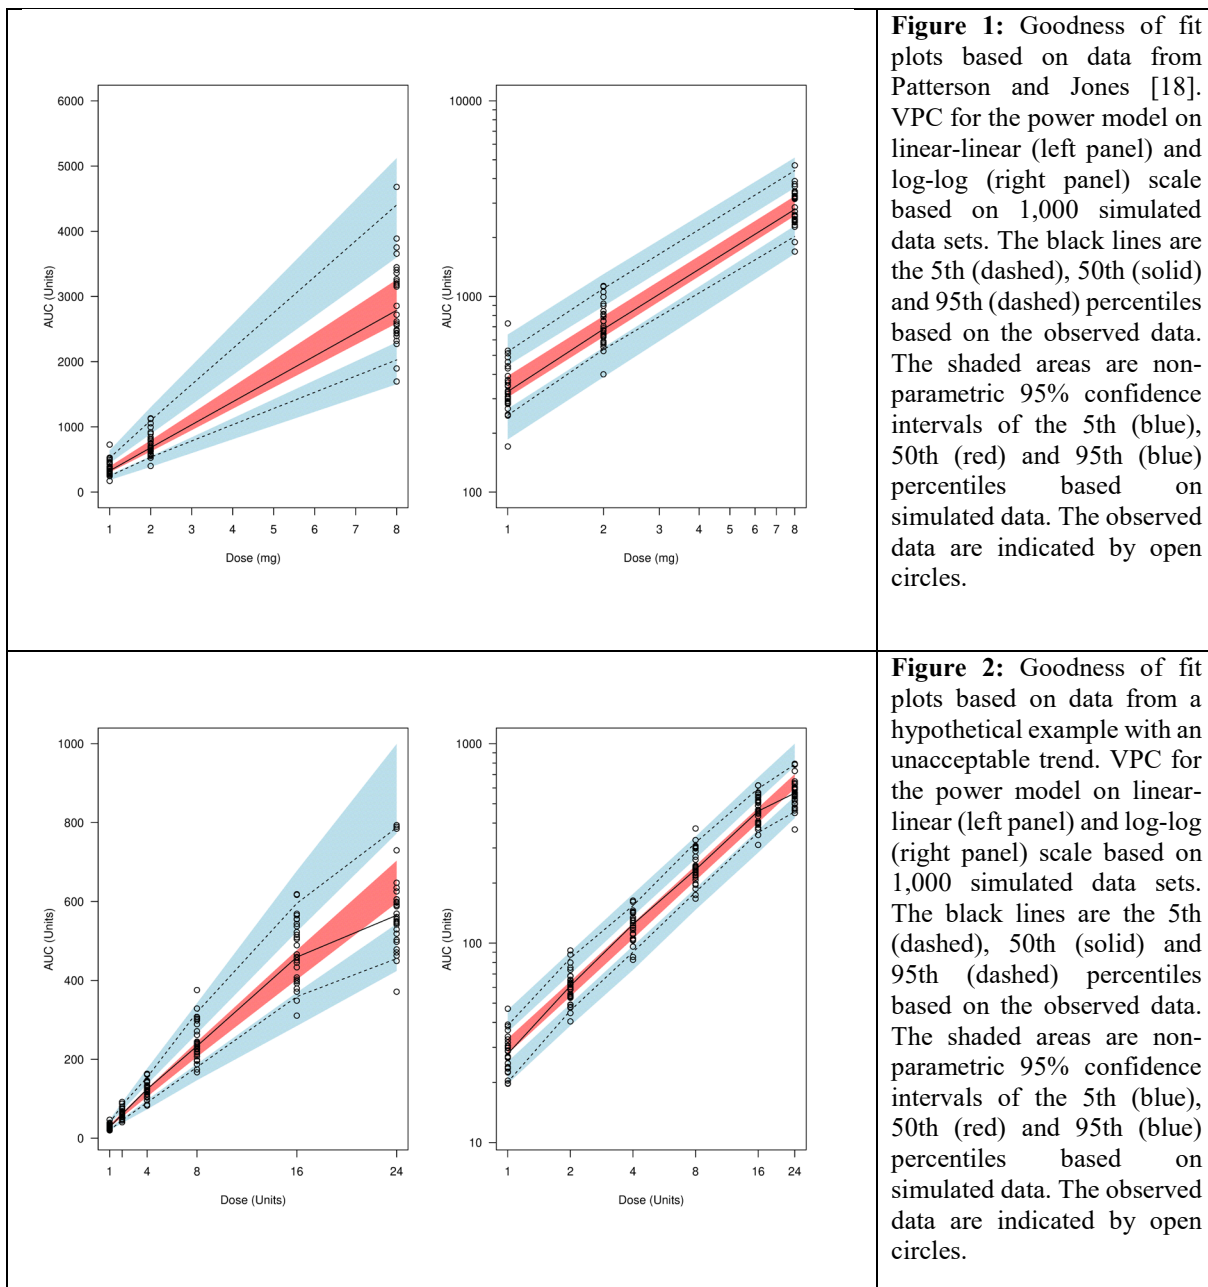 6000
5000
4000
3000
2000
1000
0
AUC (Units)
1 2 3 4 5 6 7 8
Dose (mg)
10000
1000
100
AUC (Units)
1 2 3 4 5 6 7 8
Dose (mg)
Figure 1: Goodness of fit
plots based on data from
Patterson and Jones [18].
VPC for the power model on
linear-linear (left panel) and
log-log (right panel) scale
based on 1,000 simulated
data sets. The black lines are
the 5th (dashed), 50th (solid)
and 95th (dashed) percentiles
based on the observed data.
The shaded areas are non-
parametric 95% confidence
intervals of the 5th (blue),
50th (red) and 95th (blue)
percentiles based on
simulated data. The observed
data are indicated by open
circles.
1000
800
600
400
200
0
AUC (Units)
1 4 8 16 24
Dose (Units)
1000
100
10
AUC (Units)
1 2 4 8 16 24
Dose (Units)
Figure 2: Goodness of fit
plots based on data from a
hypothetical example with an
unacceptable trend. VPC for
the power model on linear-
linear (left panel) and log-log
(right panel) scale based on
1,000 simulated data sets.
The black lines are the 5th
(dashed), 50th (solid) and
95th (dashed) percentiles
based on the observed data.
The shaded areas are non-
parametric 95% confidence
intervals of the 5th (blue),
50th (red) and 95th (blue)
percentiles based on
simulated data. The observed
data are indicated by open
circles.